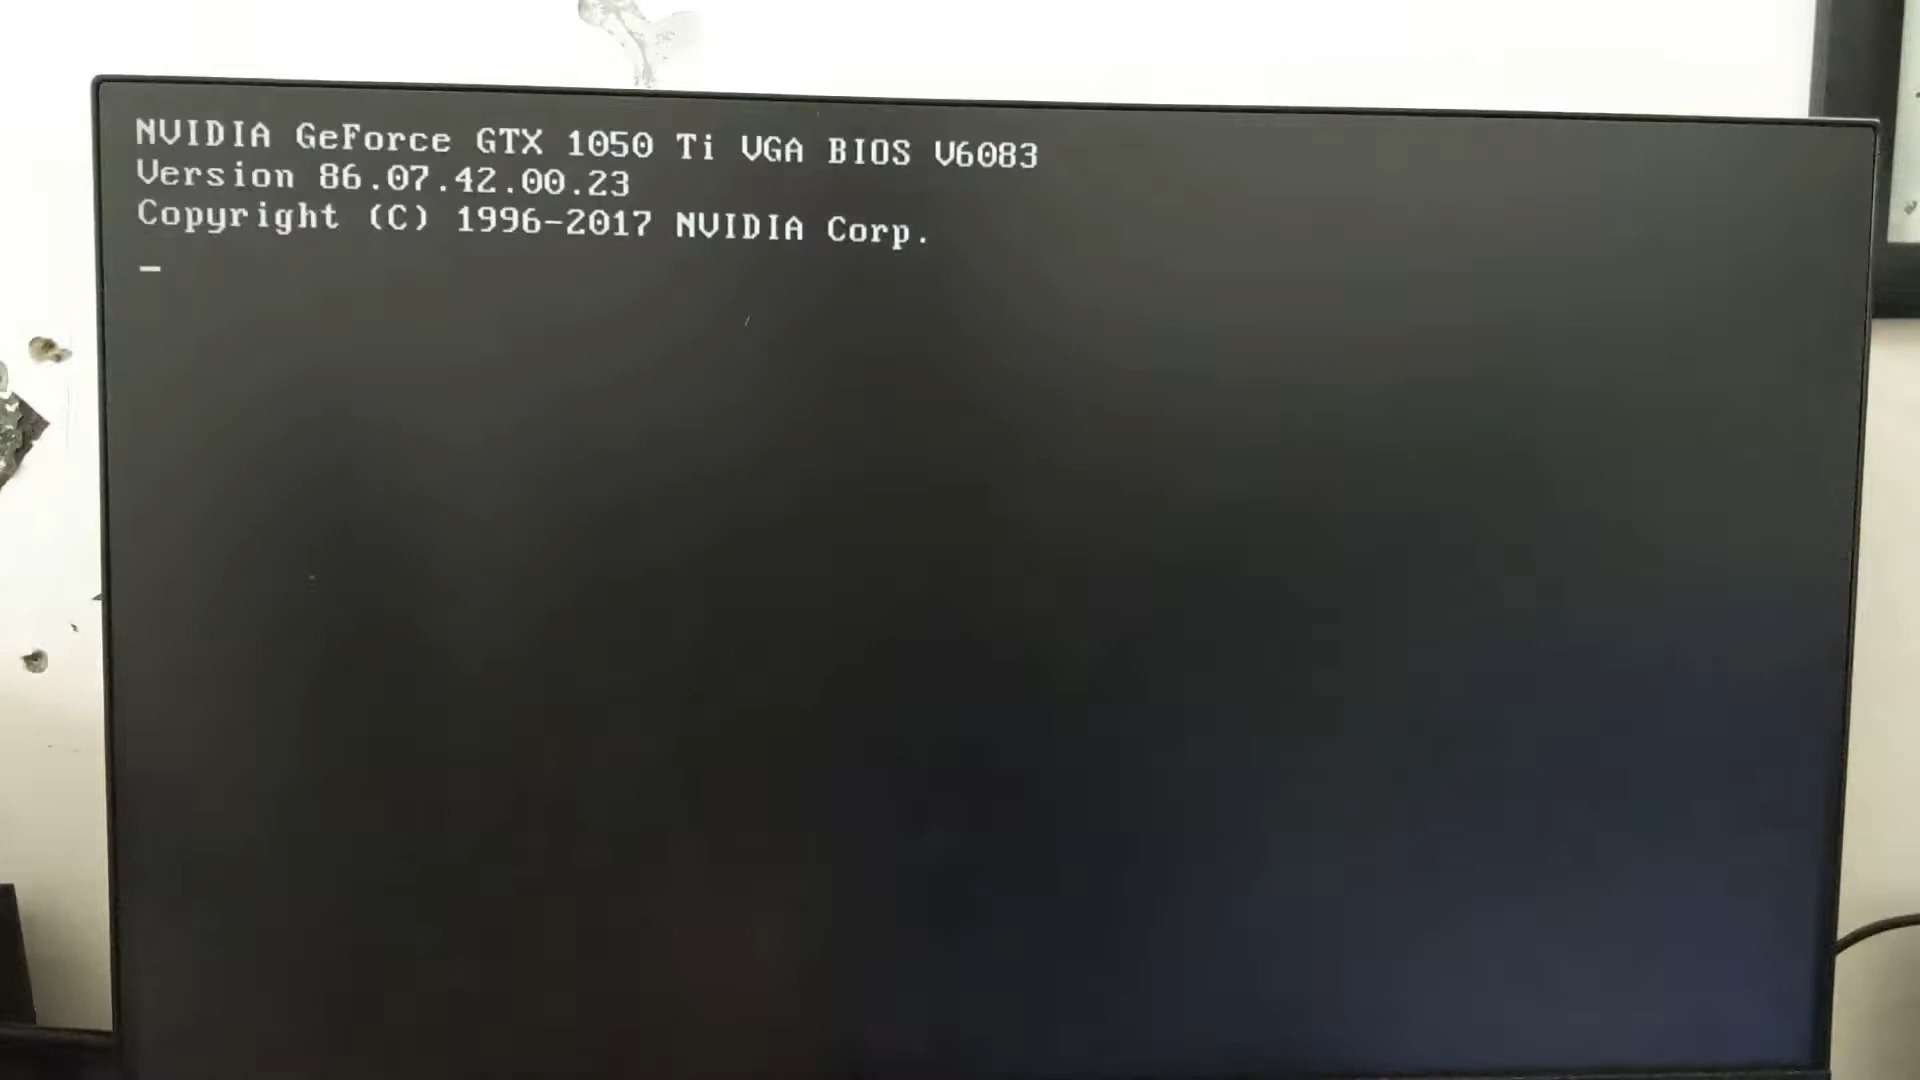 NVIDIA GeForce GTX 1050 Ti VGA BIOS V6083
Version 86.07.42.00.23
Copyright (C) 1996-2017 NVIDIA Corp.
_